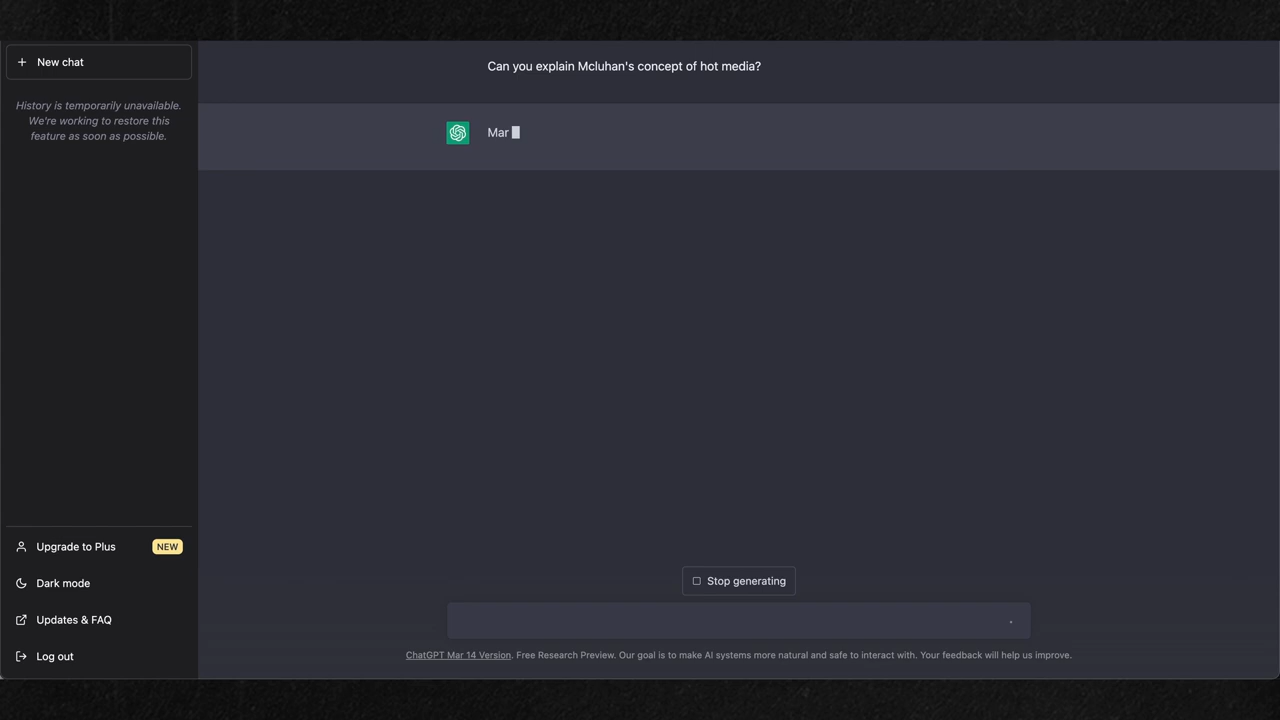 New chat
History is temporarily unavailable.
We're working to restore this
feature as soon as possible.
Can you explain Mcluhan's concept of hot media?
Mar
Stop generating
Upgrade to Plus NEW
Dark mode
Updates & FAQ
Log out
ChatGPT Mar 14 Version. Free Research Preview. Our goal is to make AI systems more natural and safe to interact with. Your feedback will help us improve.